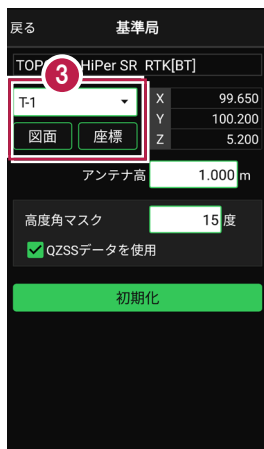 戻る 基準局
TOP HiPer SR RTK[BT]
3
T-1 X 99.650
Y 100.200
図面 座標 Z 5.200
アンテナ高 1.000 m
高度角マスク 15 度
QZSSデータを使用
初期化